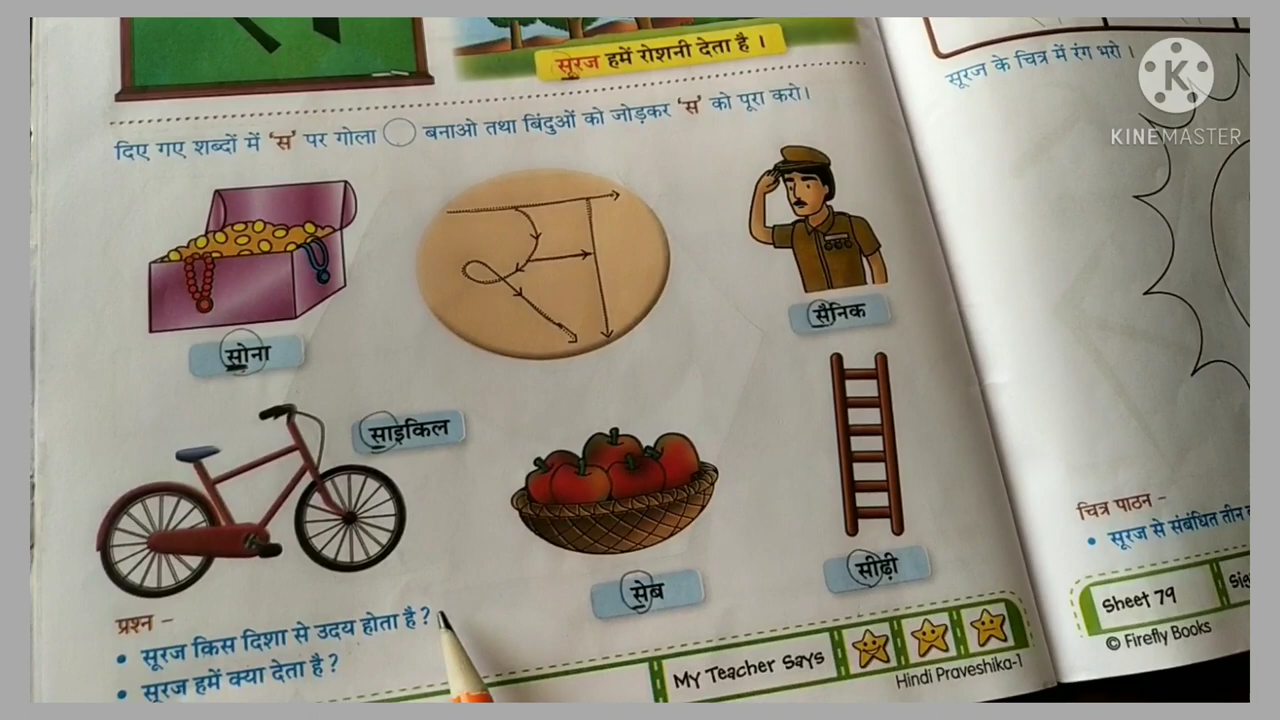 सूरज हमें रोशनी देता है ।
दिए गए शब्दों में ‘स’ पर गोला बनाओ तथा बिंदुओं को जोड़कर ‘स’ को पूरा करो।
सोना
सैनिक
साइकिल
सेब
सीढ़ी
प्रश्न –
• सूरज किस दिशा से उदय होता है?
• सूरज हमें क्या देता है?
My Teacher Says
Hindi Praveshika-1
सूरज के चित्र में रंग भरो ।
K
KINEMASTER
चित्र पाठन –
• सूरज से संबंधित तीन
Sheet 79
© Firefly Books